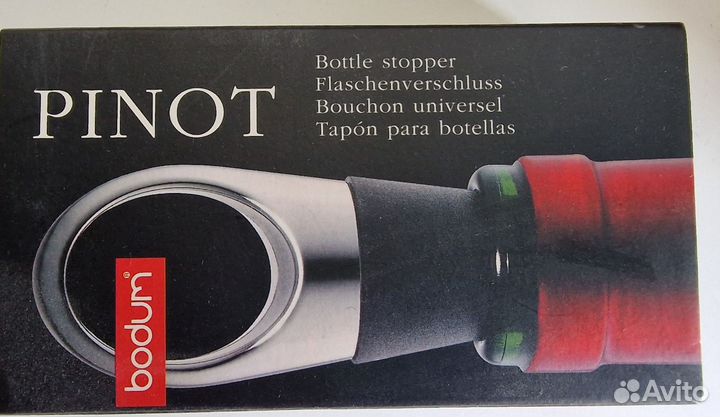 PINOT
Bottle stopper
Flaschenverschluss
Bouchon universel
Tapón para botellas
bodum®
Avito